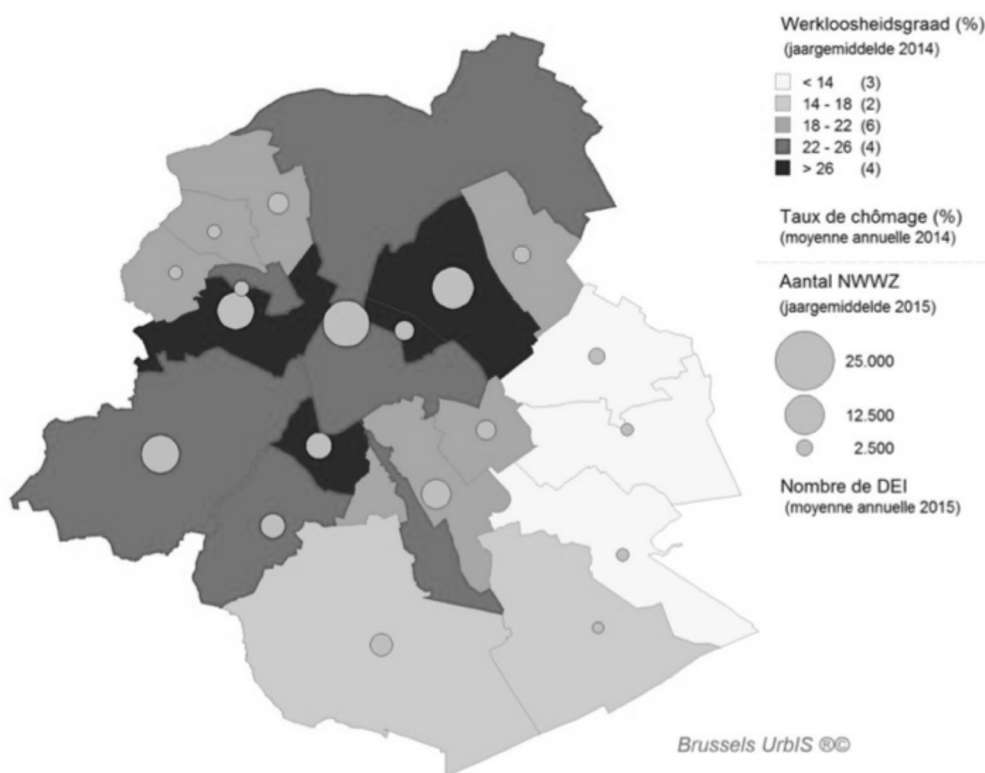 Werkloosheidsgraad (%)
(jaargemiddelde 2014)
< 14 (3)
14 - 18 (2)
18 - 22 (6)
22 - 26 (4)
> 26 (4)
Taux de chômage (%)
(moyenne annuelle 2014)
Aantal NWWZ
(jaargemiddelde 2015)
25.000
12.500
2.500
Nombre de DEI
(moyenne annuelle 2015)
Brussels UrbIS ®©